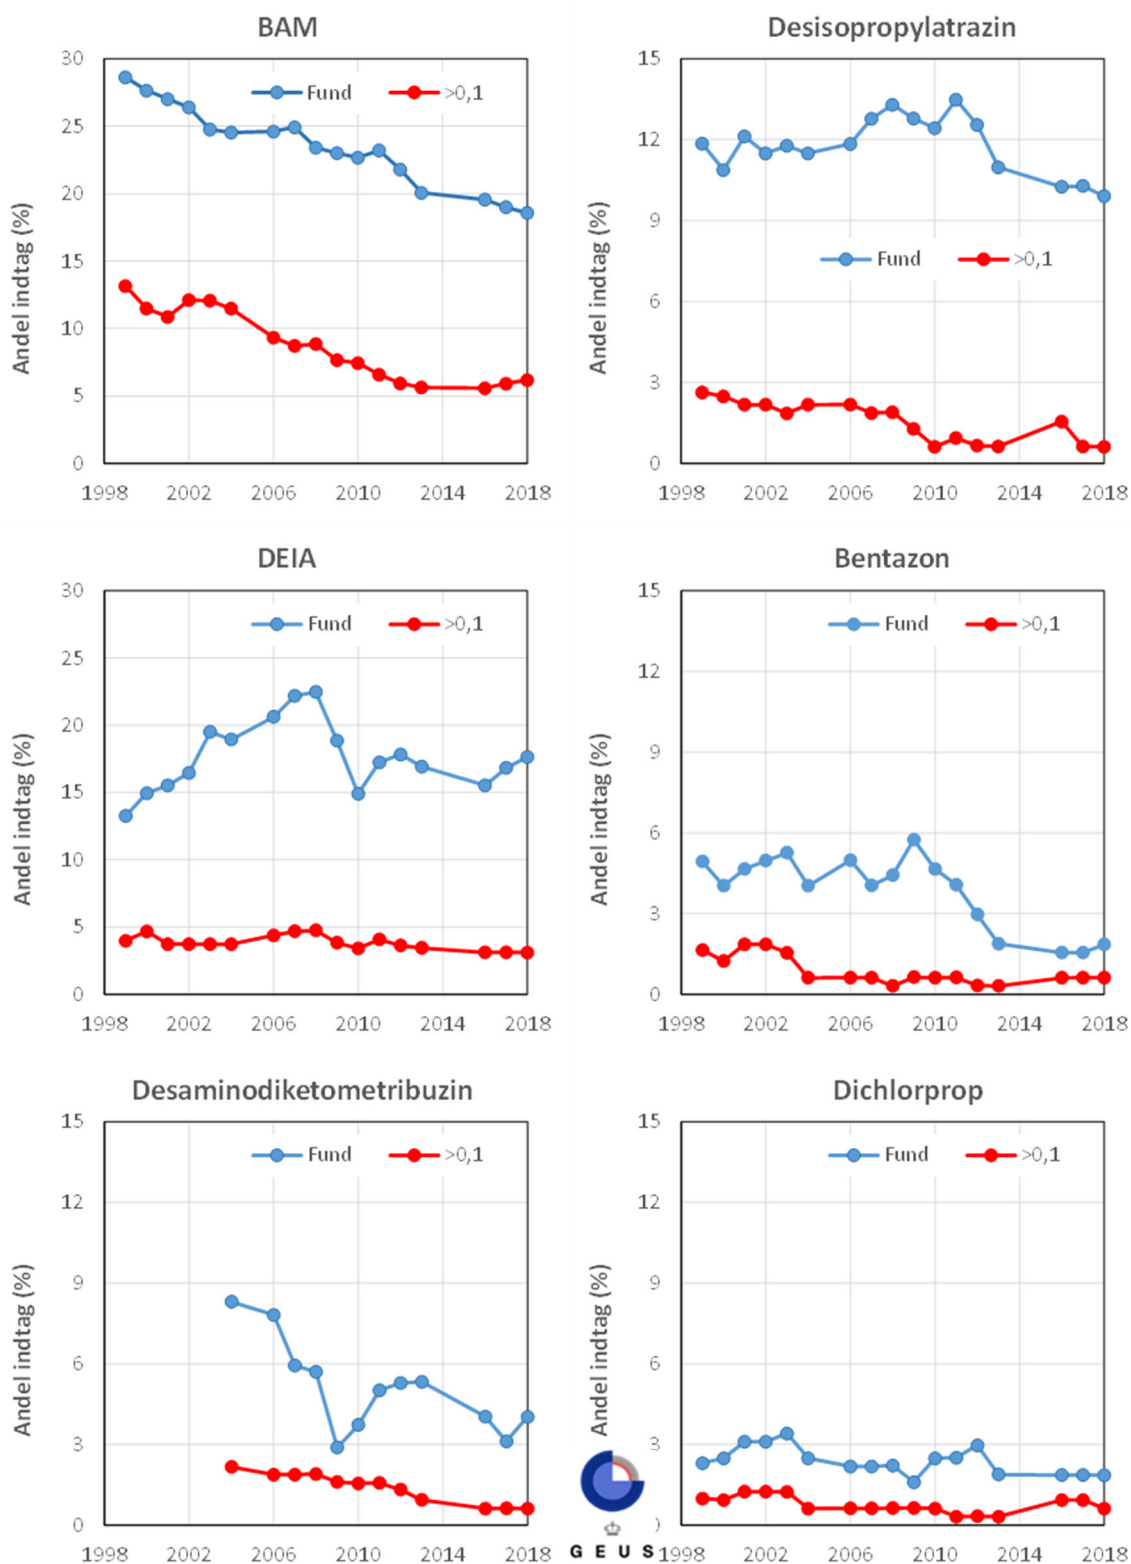 BAM
Desisopropylatrazin
30
25
20
15
10
5
0
Andel indtag (%)
Fund >0,1
1998 2002 2006 2010 2014 2018
15
12
9
6
3
0
Andel indtag (%)
Fund >0,1
1998 2002 2006 2010 2014 2018
DEIA
Bentazon
30
25
20
15
10
5
0
Andel indtag (%)
Fund >0,1
1998 2002 2006 2010 2014 2018
15
12
9
6
3
0
Andel indtag (%)
Fund >0,1
1998 2002 2006 2010 2014 2018
Desaminodiketometribuzin
Dichlorprop
15
12
9
6
3
0
Andel indtag (%)
Fund >0,1
1998 2002 2006 2010 2014 2018
15
12
9
6
3
Andel indtag (%)
Fund >0,1
1998 2002 2006 2010 2014 2018
GEUS